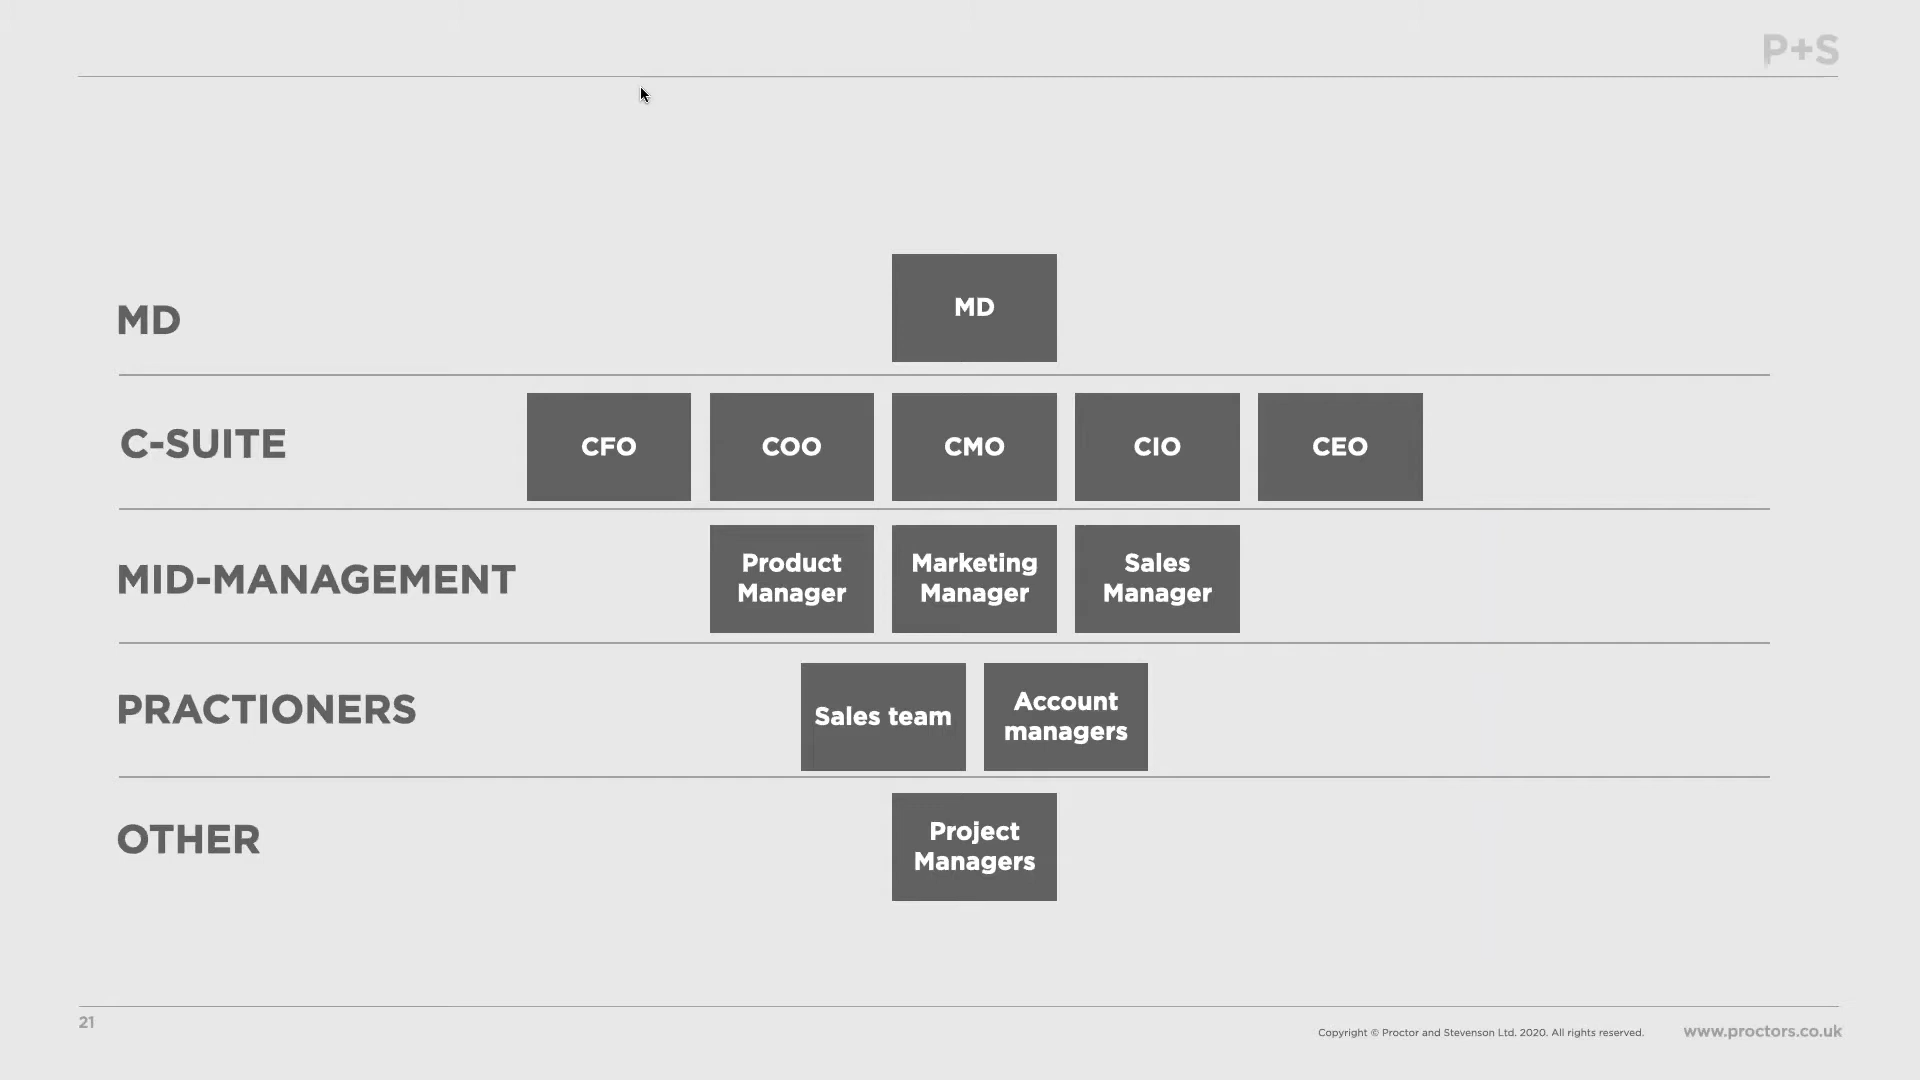 P+S
MD
MD
C-SUITE
CFO
COO
CMO
CIO
CEO
MID-MANAGEMENT
Product
Manager
Marketing
Manager
Sales
Manager
PRACTIONERS
Sales team
Account
managers
OTHER
Project
Managers
21
Copyright © Proctor and Stevenson Ltd. 2020. All rights reserved.
www.proctors.co.uk